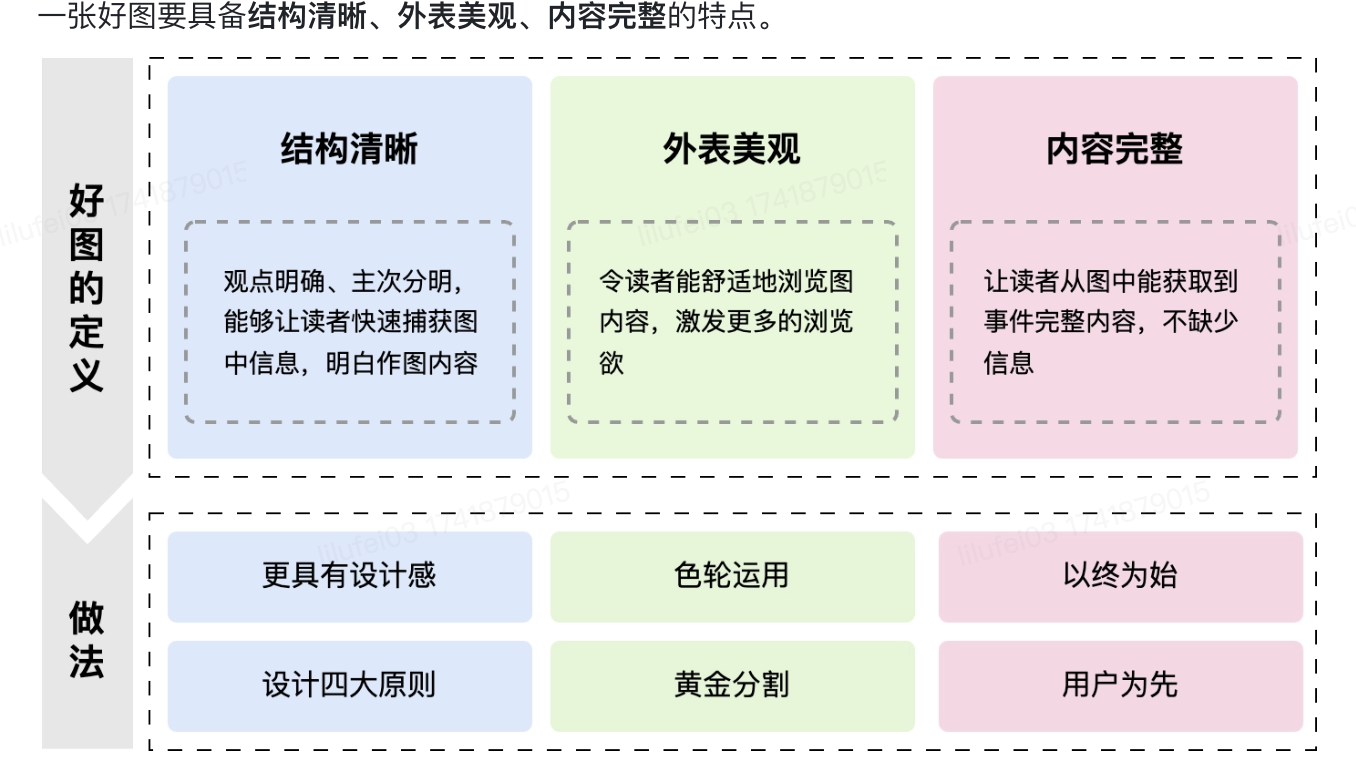 一张好图要具备结构清晰、外表美观、内容完整的特点。
好图的定义
结构清晰
观点明确、主次分明，
能够让读者快速捕获图
中信息，明白作图内容
外表美观
令读者能舒适地浏览图
内容，激发更多的浏览
欲
内容完整
让读者从图中能获取到
事件完整内容，不缺少
信息
做法
更具有设计感
色轮运用
以终为始
设计四大原则
黄金分割
用户为先